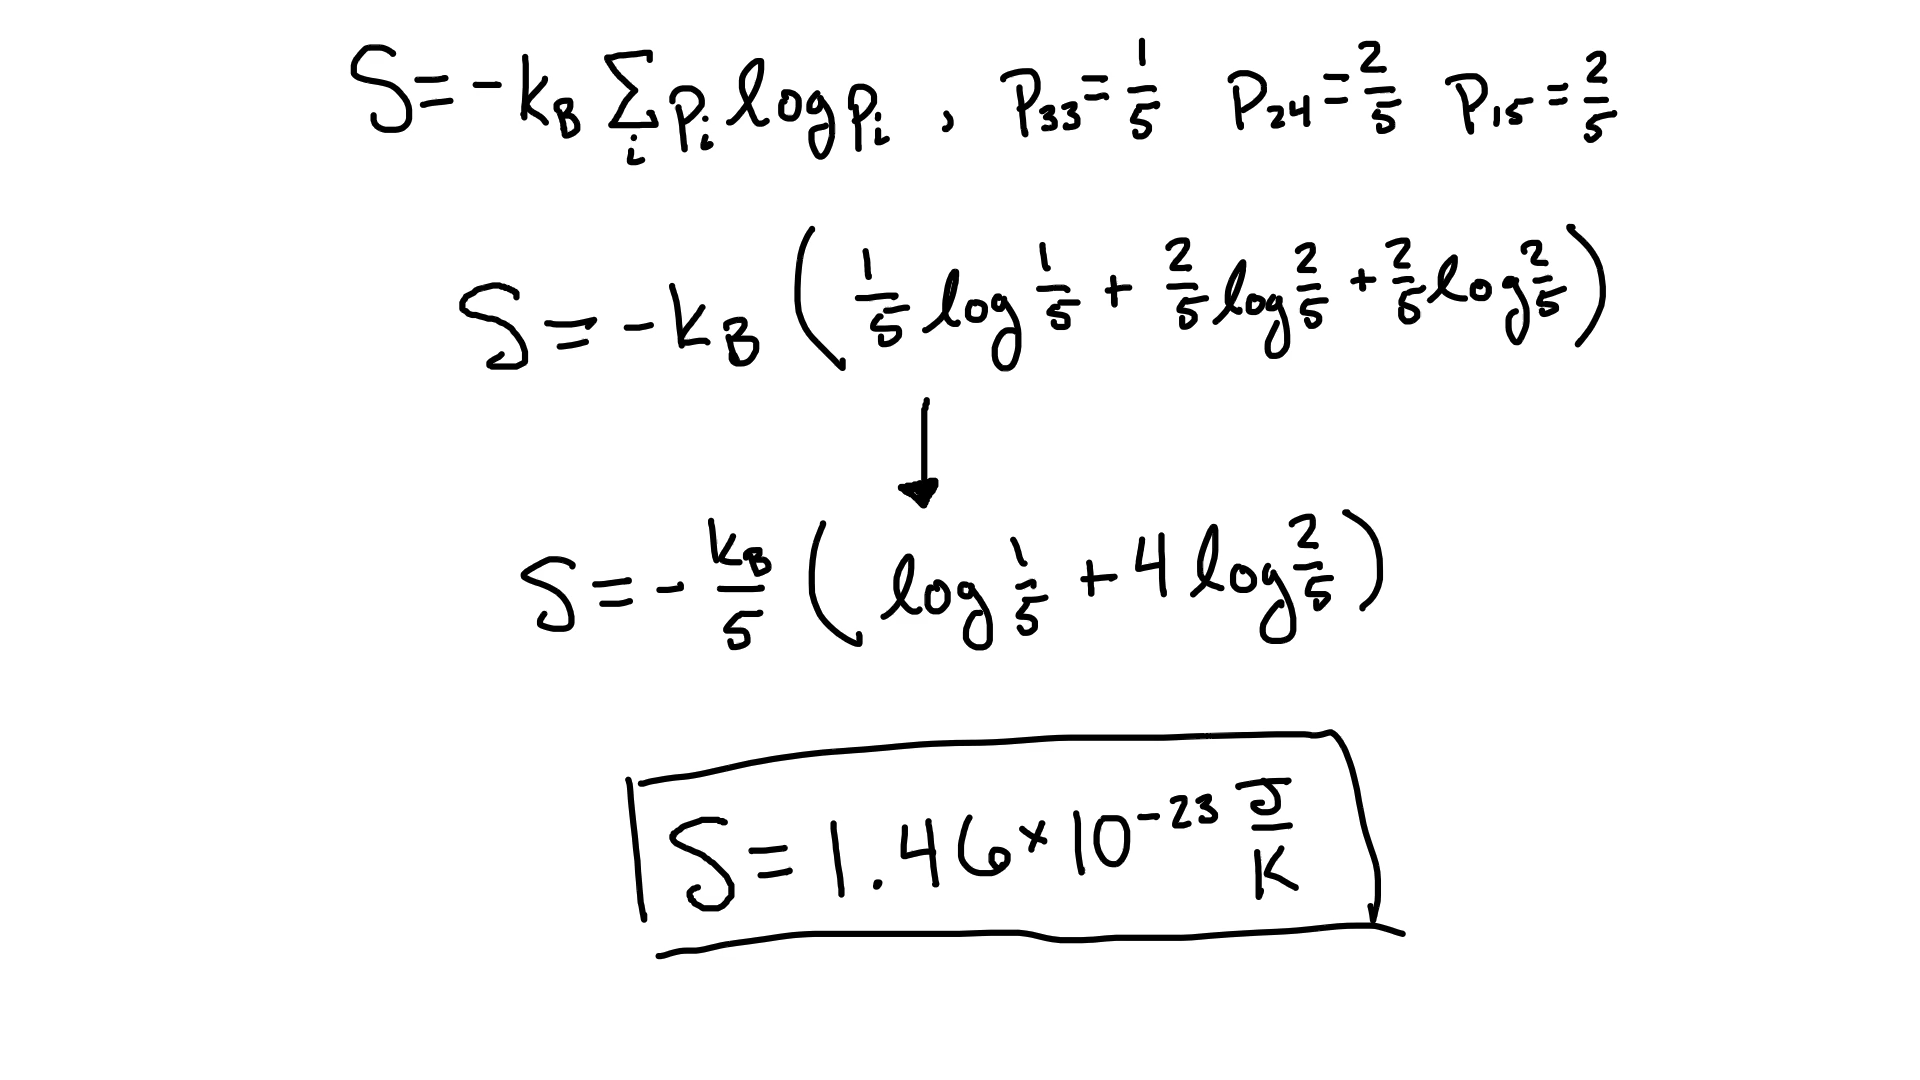 S = -k_B Σ_i p_i log p_i , P_33 = 1/5 P_24 = 2/5 P_15 = 2/5
S = -k_B ( 1/5 log 1/5 + 2/5 log 2/5 + 2/5 log 2/5 )
↓
S = - k_B/5 ( log 1/5 + 4 log 2/5 )
S = 1.46 × 10^-23 J/K